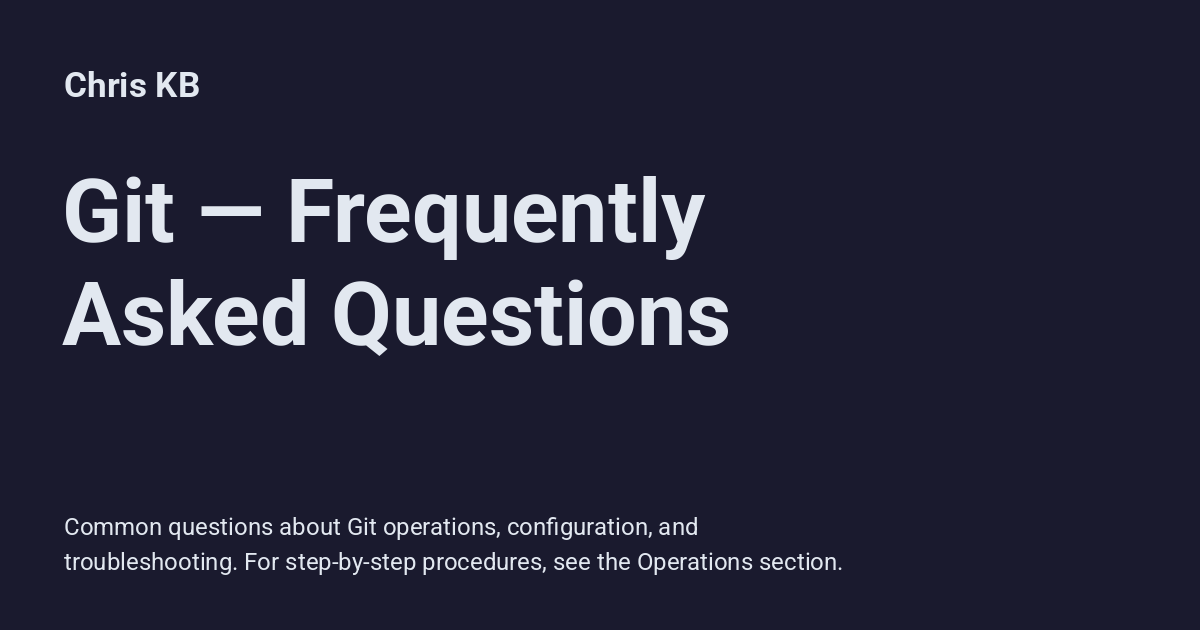 Chris KB
Git — Frequently
Asked Questions
Common questions about Git operations, configuration, and
troubleshooting. For step-by-step procedures, see the Operations section.